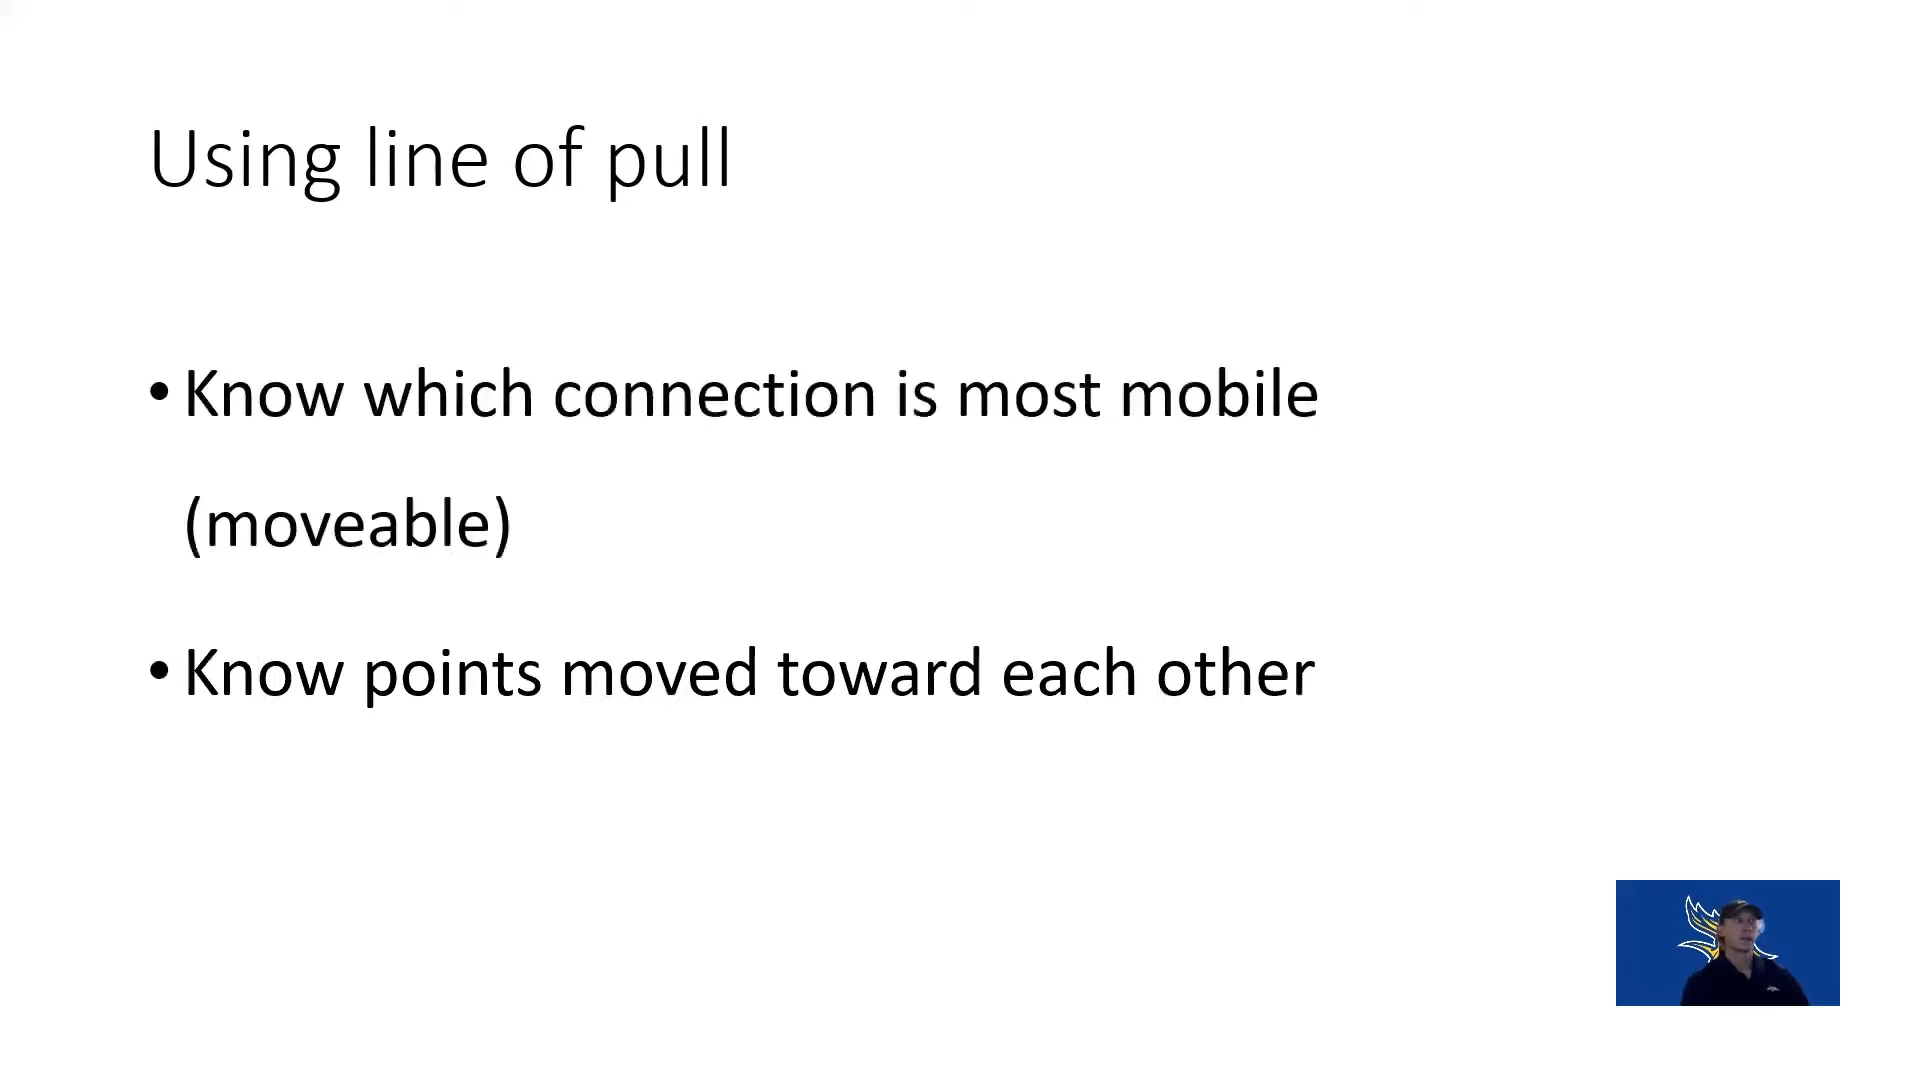 Using line of pull
• Know which connection is most mobile
(moveable)
• Know points moved toward each other